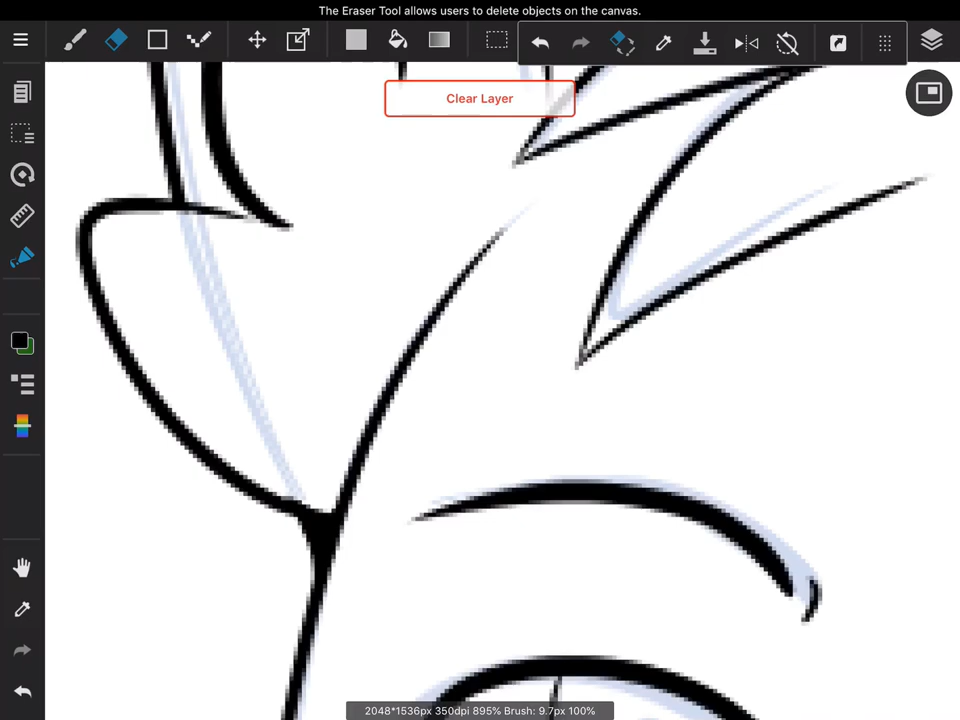 The Eraser Tool allows users to delete objects on the canvas.
Clear Layer
2048*1536px 350dpi 895% Brush: 9.7px 100%